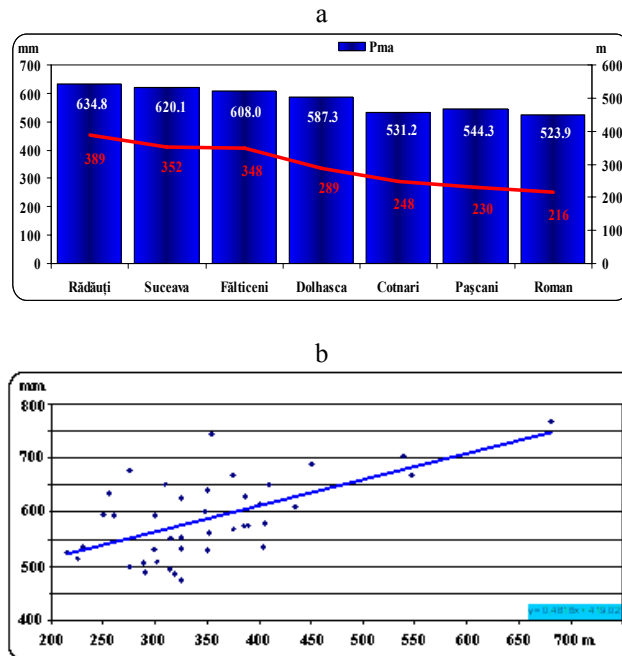 a
mm Pma m
700 600
634.8 620.1 608.0 587.3 531.2 544.3 523.9
600 500
500 400
389 352 348 289 248 230 216
400 300
300 200
200 100
100 0
0
Rădăuți Suceava Fălticeni Dolhasca Cotnari Pașcani Roman
b
mm.
800
700
600
500
400
200 250 300 350 400 450 500 550 600 700 m.